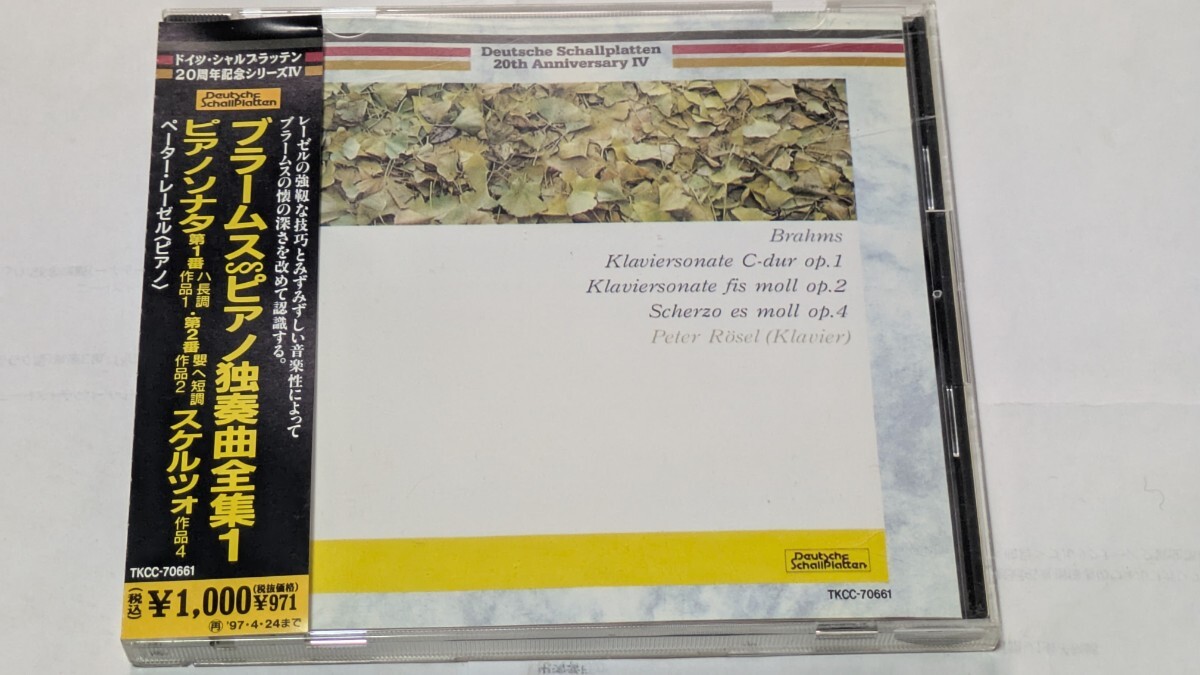 ドイツ・シャルプラッテン
20周年記念シリーズⅣ
Deutsche
Schallplatten
レーゼルの強靱な技巧とみずみずしい音楽性によって
ブラームスの懐の深さを改めて認識する。
ブラームス§ピアノ独奏曲全集1
ピアノソナタ第1番ハ長調作品1・第2番嬰ヘ短調作品2 スケルツォ作品4
ペーター・レーゼル〈ピアノ〉
TKCC-70661
(税込)¥1,000(税抜価格)¥971
再 '97・4・24まで
Deutsche Schallplatten
20th Anniversary IV
Brahms
Klaviersonate C-dur op.1
Klaviersonate fis moll op.2
Scherzo es moll op.4
Peter Rösel (Klavier)
Deutsche
Schallplatten
TKCC-70661